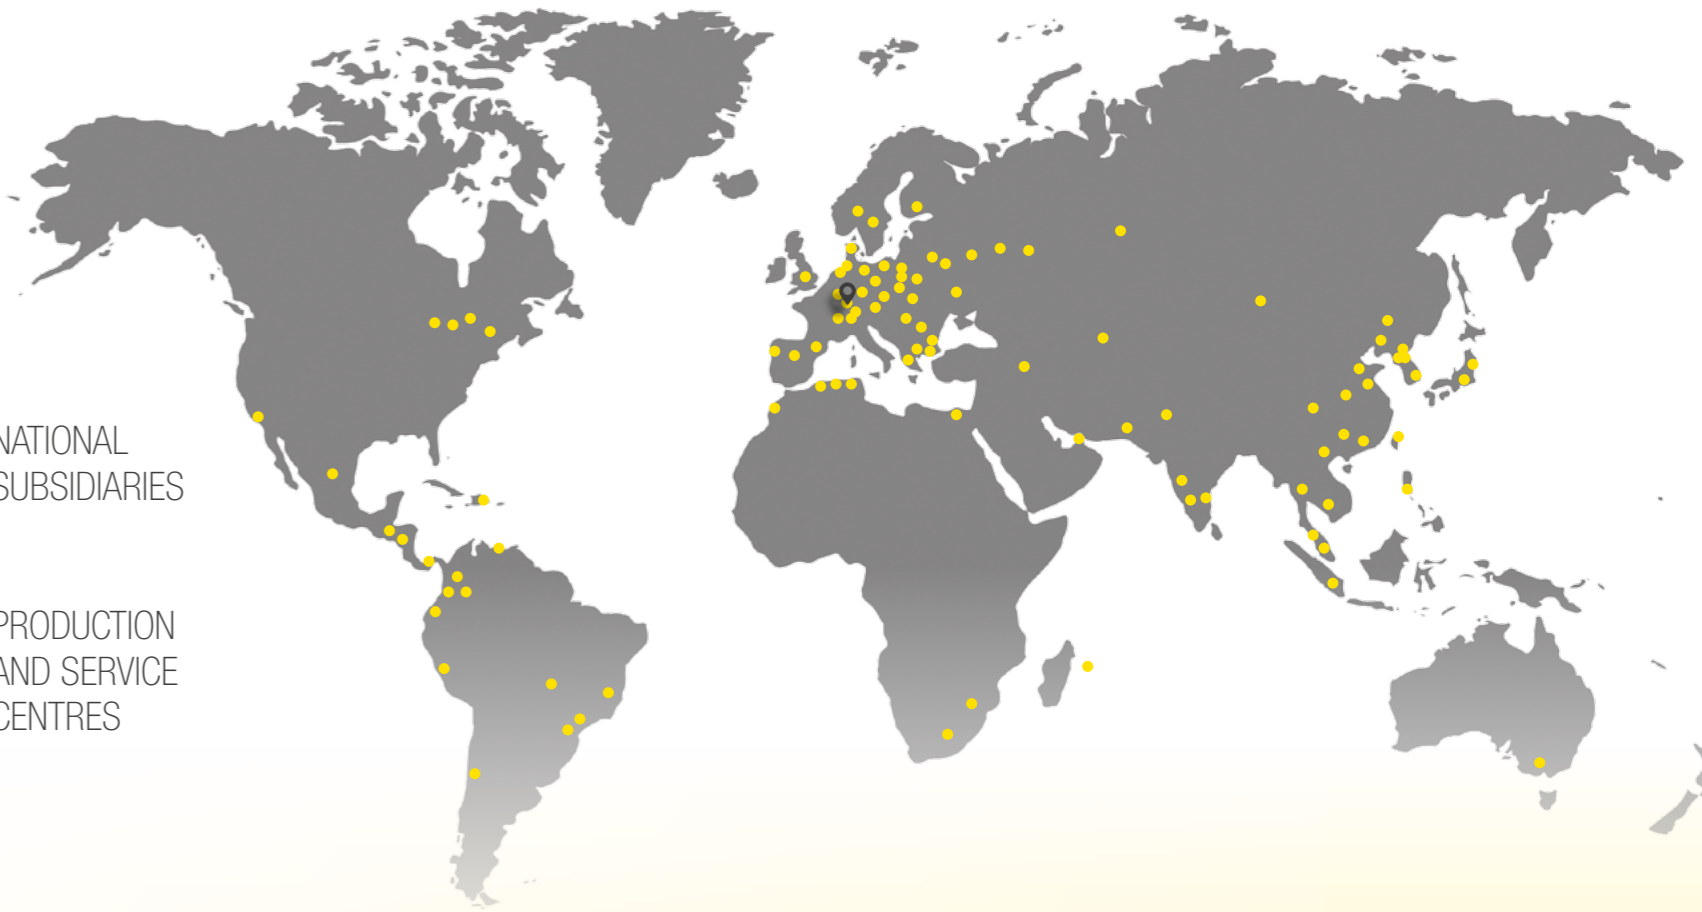 NATIONAL
SUBSIDIARIES
PRODUCTION
AND SERVICE
CENTRES